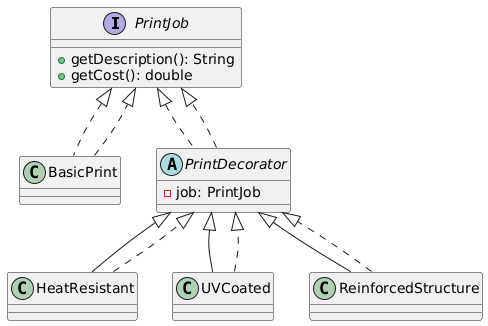 I PrintJob
getDescription(): String
getCost(): double
C BasicPrint
A PrintDecorator
job: PrintJob
C HeatResistant
C UVCoated
C ReinforcedStructure